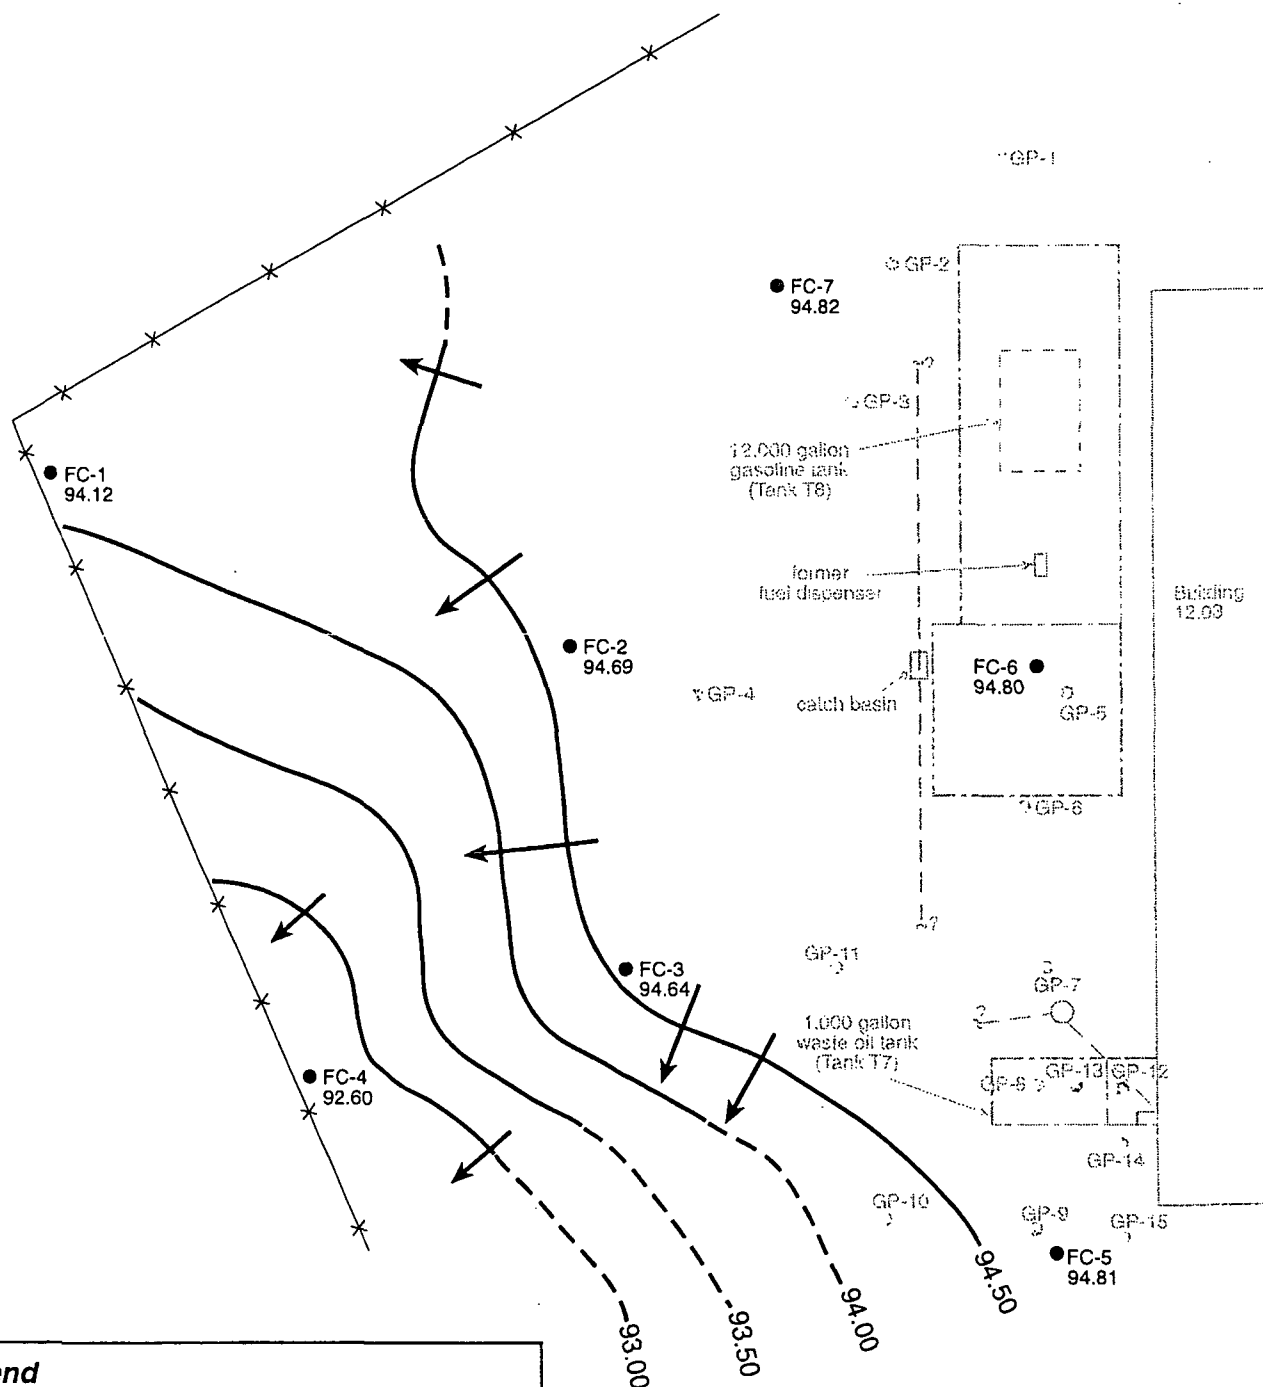 GP-1
GP-2
FC-7
94.82
GP-3
12,000 gallon
gasoline tank
(Tank T8)
FC-1
94.12
former
fuel dispenser
Building
12.03
FC-2
94.69
FC-6
94.80
GP-4
catch basin
GP-5
GP-6
GP-11
FC-3
94.64
GP-7
1,000 gallon
waste oil tank
(Tank T7)
GP-8
GP-13
GP-12
FC-4
92.60
GP-14
GP-10
GP-9
GP-15
FC-5
94.81
94.50
94.00
93.50
93.00
end